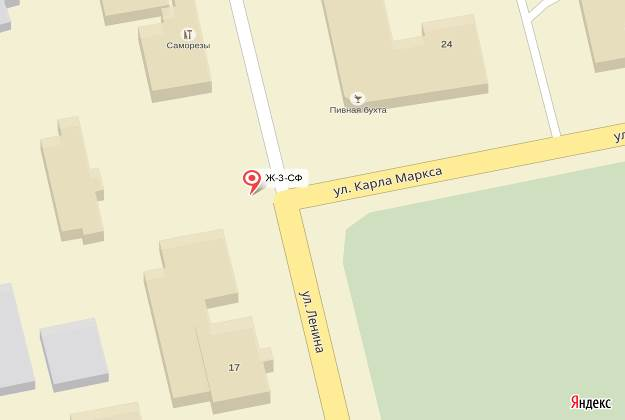 Саморезы
24
Пивная бухта
ул.
ул. Карла Маркса
Ж-3-СФ
ул. Ленина
17
Яндекс